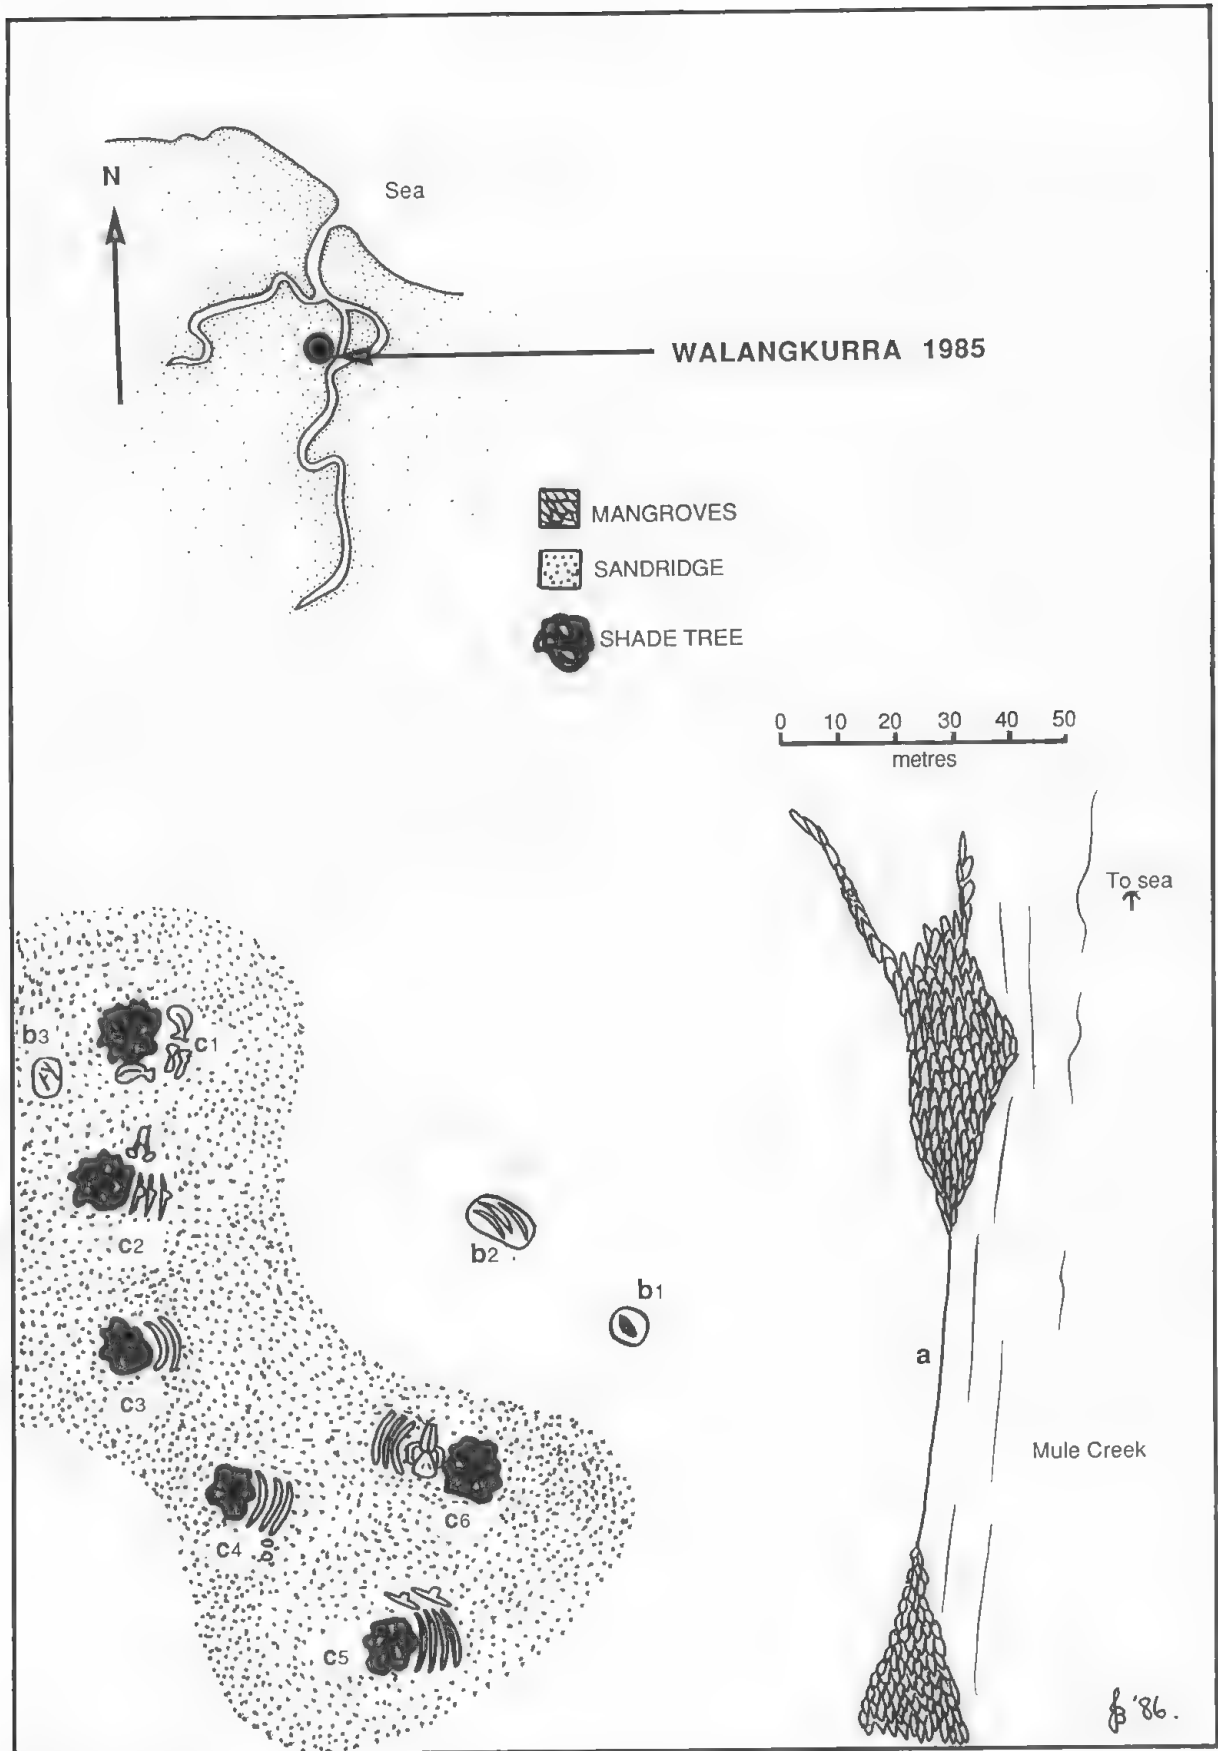 N
Sea
WALANGKURRA 1985
MANGROVES
SANDRIDGE
SHADE TREE
0 10 20 30 40 50
metres
To sea
b3
c1
c2
b2
b1
c3
a
Mule Creek
c6
c4
c5
'86.